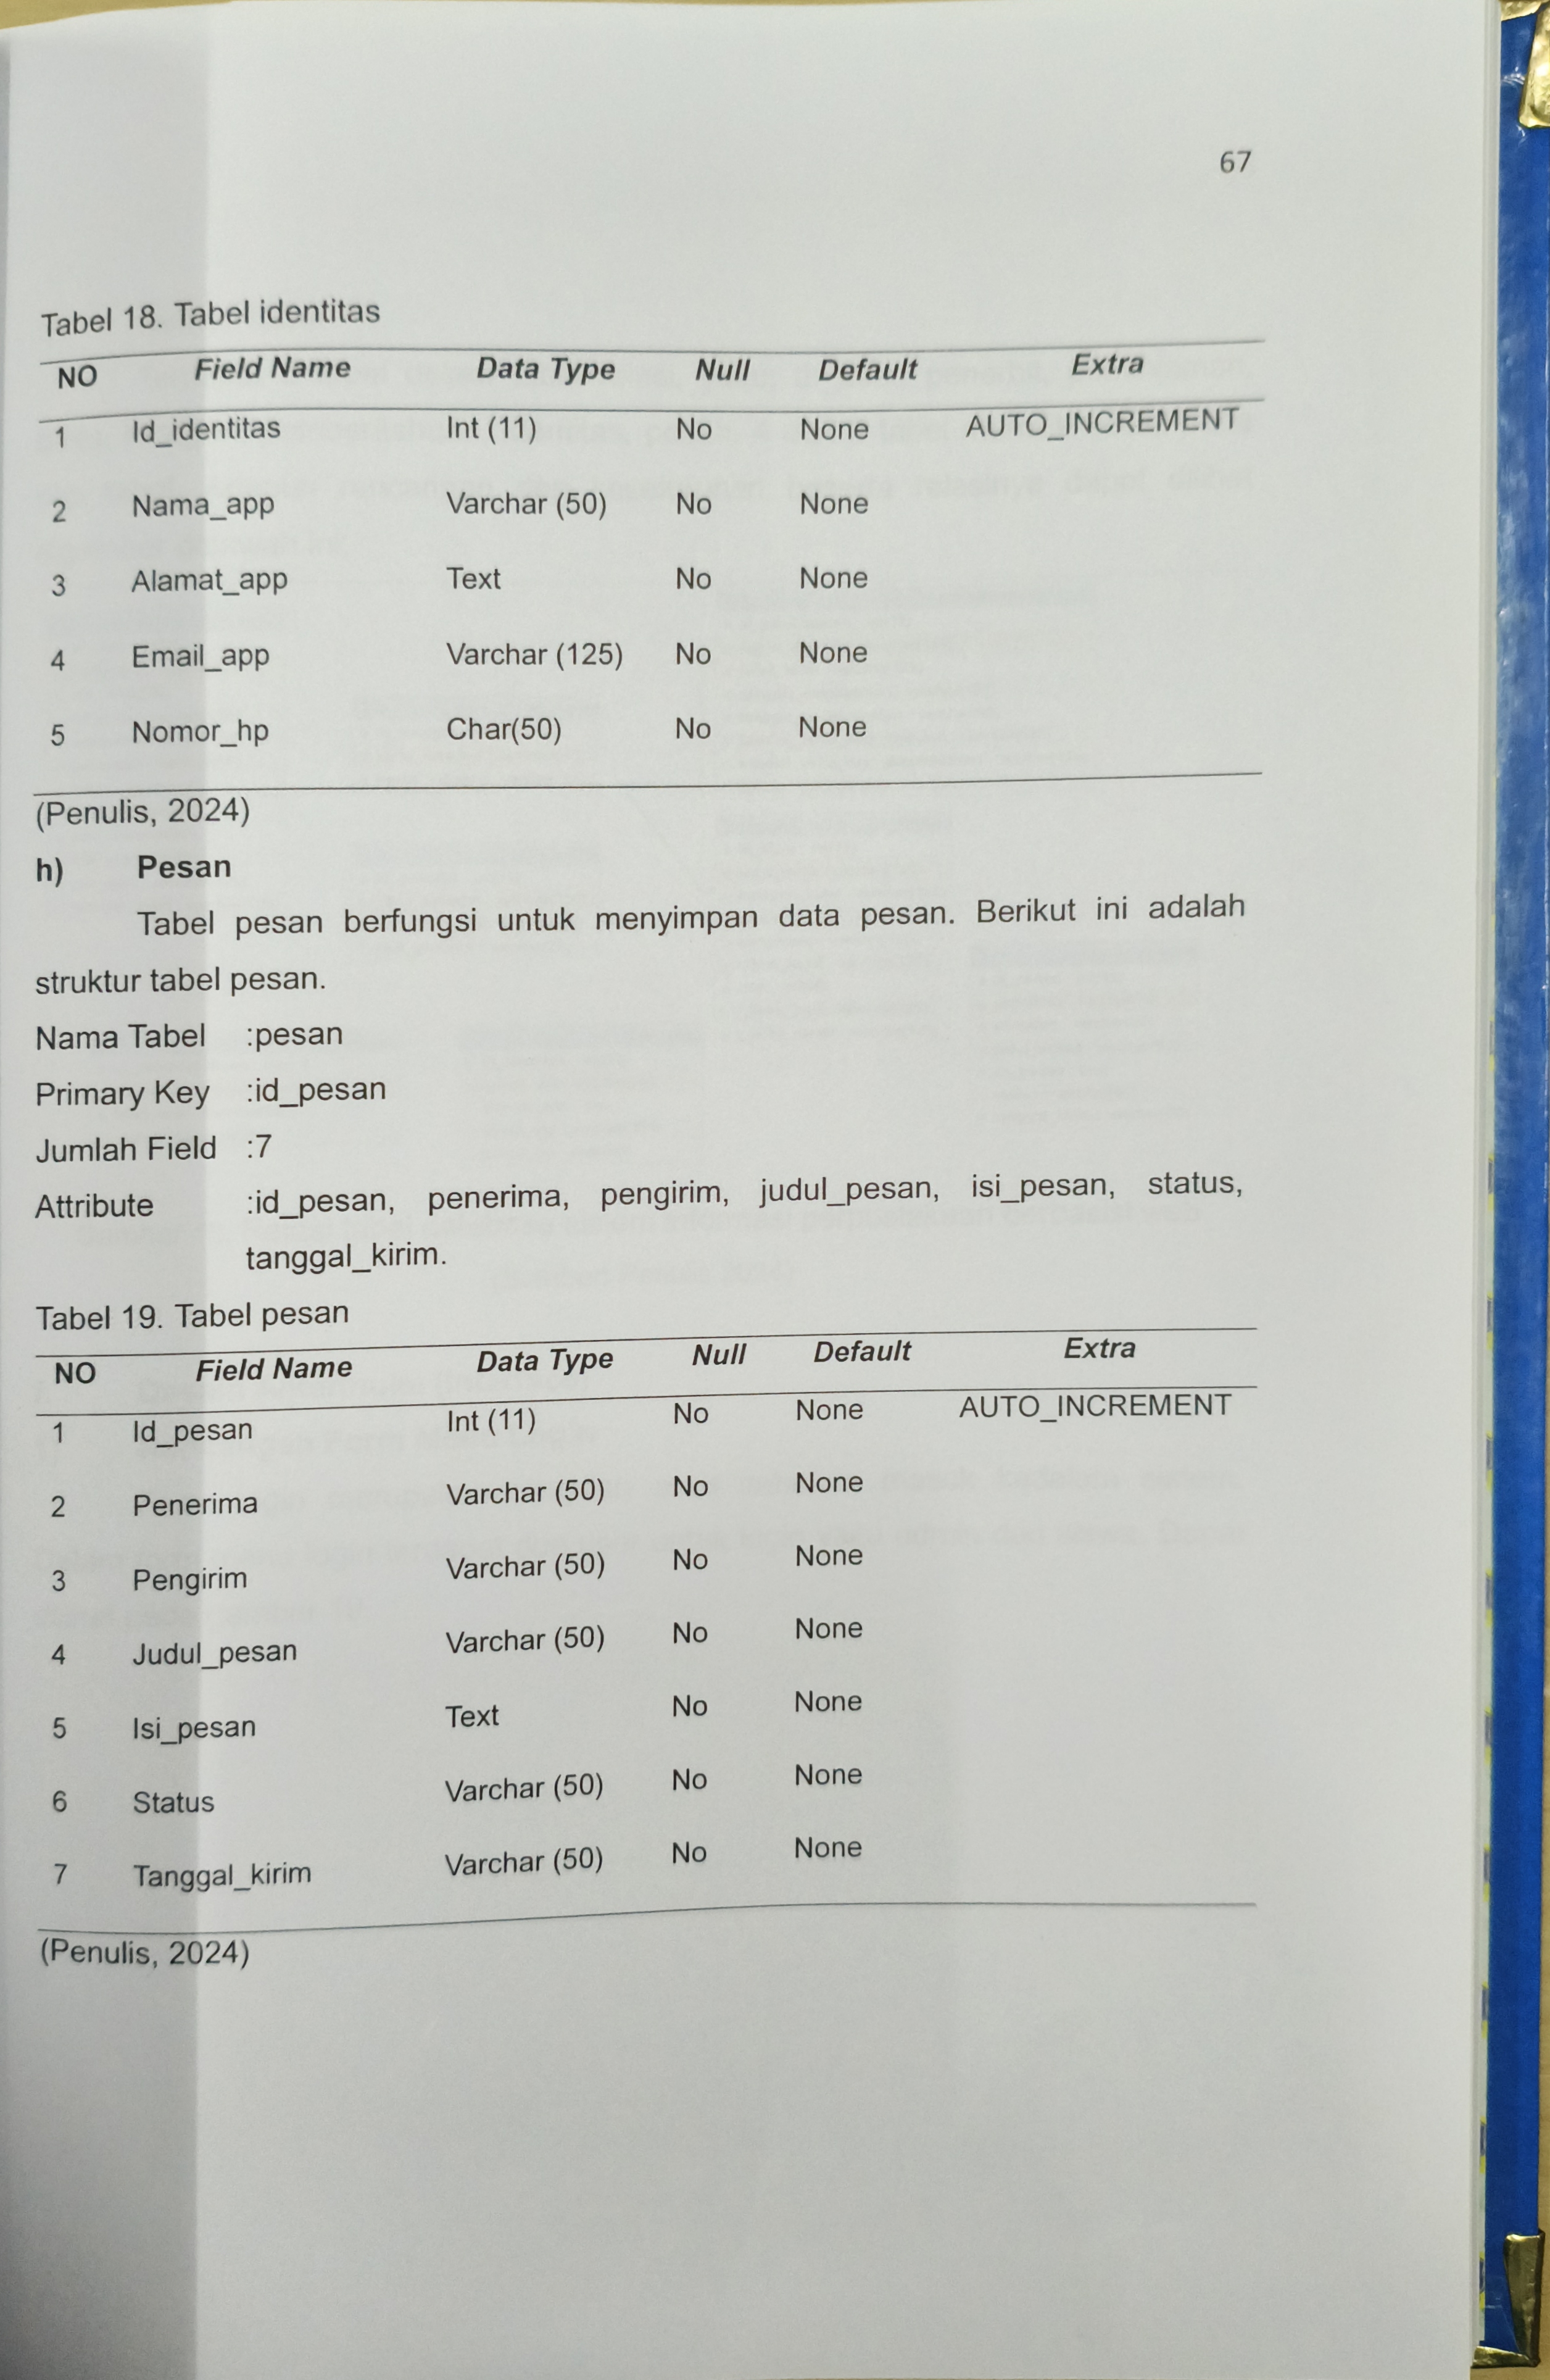 67
Tabel 18. Tabel identitas
NO Field Name Data Type Null Default Extra
1 Id_identitas Int (11) No None AUTO_INCREMENT
2 Nama_app Varchar (50) No None
3 Alamat_app Text No None
4 Email_app Varchar (125) No None
5 Nomor_hp Char(50) No None
(Penulis, 2024)
h) Pesan
Tabel pesan berfungsi untuk menyimpan data pesan. Berikut ini adalah
struktur tabel pesan.
Nama Tabel :pesan
Primary Key :id_pesan
Jumlah Field :7
Attribute :id_pesan, penerima, pengirim, judul_pesan, isi_pesan, status,
tanggal_kirim.
Tabel 19. Tabel pesan
NO Field Name Data Type Null Default Extra
1 Id_pesan Int (11) No None AUTO_INCREMENT
2 Penerima Varchar (50) No None
3 Pengirim Varchar (50) No None
4 Judul_pesan Varchar (50) No None
5 Isi_pesan Text No None
6 Status Varchar (50) No None
7 Tanggal_kirim Varchar (50) No None
(Penulis, 2024)